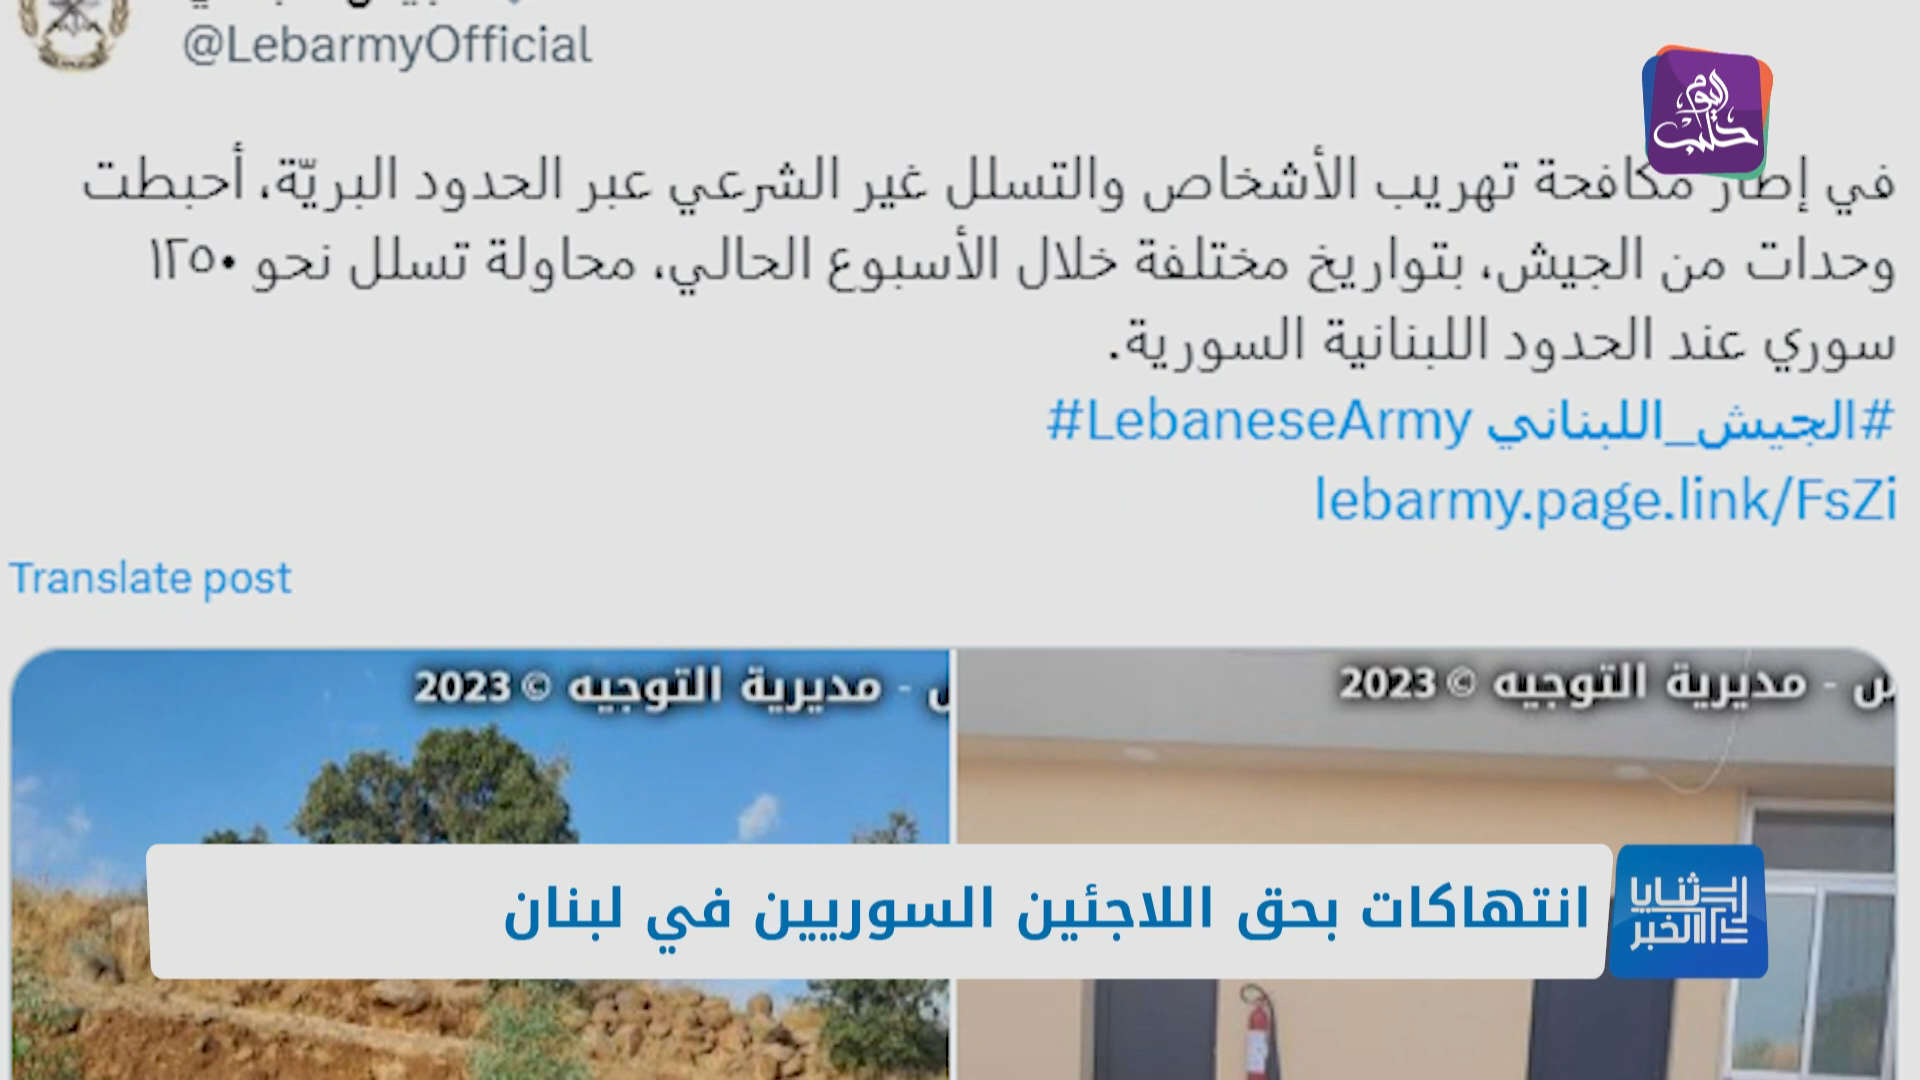 @LebarmyOfficial
حلب اليوم
في إطار مكافحة تهريب الأشخاص والتسلل غير الشرعي عبر الحدود البريّة، أحبطت
وحدات من الجيش، بتواريخ مختلفة خلال الأسبوع الحالي، محاولة تسلل نحو ١٢٥٠
سوري عند الحدود اللبنانية السورية.
#الجيش_اللبناني #LebaneseArmy
lebarmy.page.link/FsZi
Translate post
- مديرية التوجيه © 2023
- مديرية التوجيه © 2023
انتهاكات بحق اللاجئين السوريين في لبنان
ثنايا
الخبر